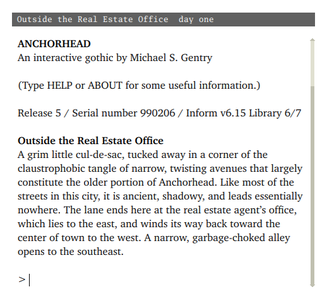 Outside the Real Estate Office day one
ANCHORHEAD
An interactive gothic by Michael S. Gentry
(Type HELP or ABOUT for some useful information.)
Release 5 / Serial number 990206 / Inform v6.15 Library 6/7
Outside the Real Estate Office
A grim little cul-de-sac, tucked away in a corner of the
claustrophobic tangle of narrow, twisting avenues that largely
constitute the older portion of Anchorhead. Like most of the
streets in this city, it is ancient, shadowy, and leads essentially
nowhere. The lane ends here at the real estate agent's office,
which lies to the east, and winds its way back toward the
center of town to the west. A narrow, garbage-choked alley
opens to the southeast.
>